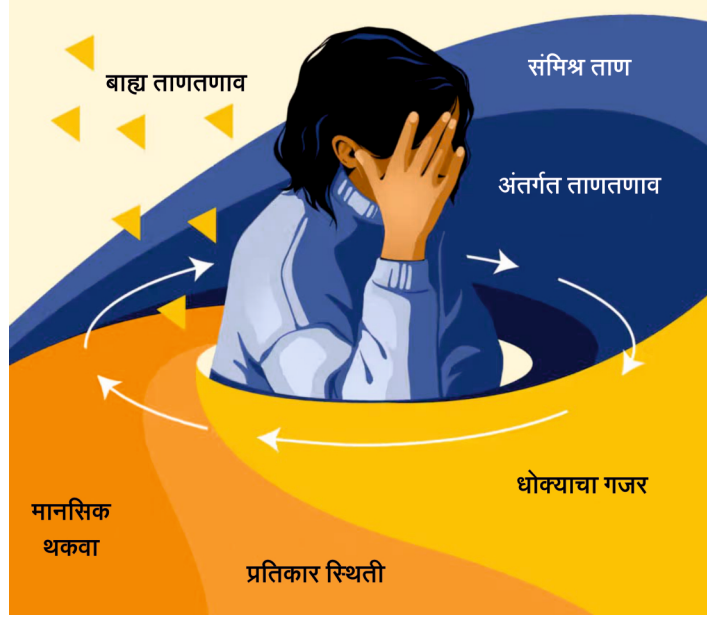 संमिश्र ताण
बाह्य ताणतणाव
अंतर्गत ताणतणाव
धोक्याचा गजर
मानसिक
थकवा
प्रतिकार स्थिती